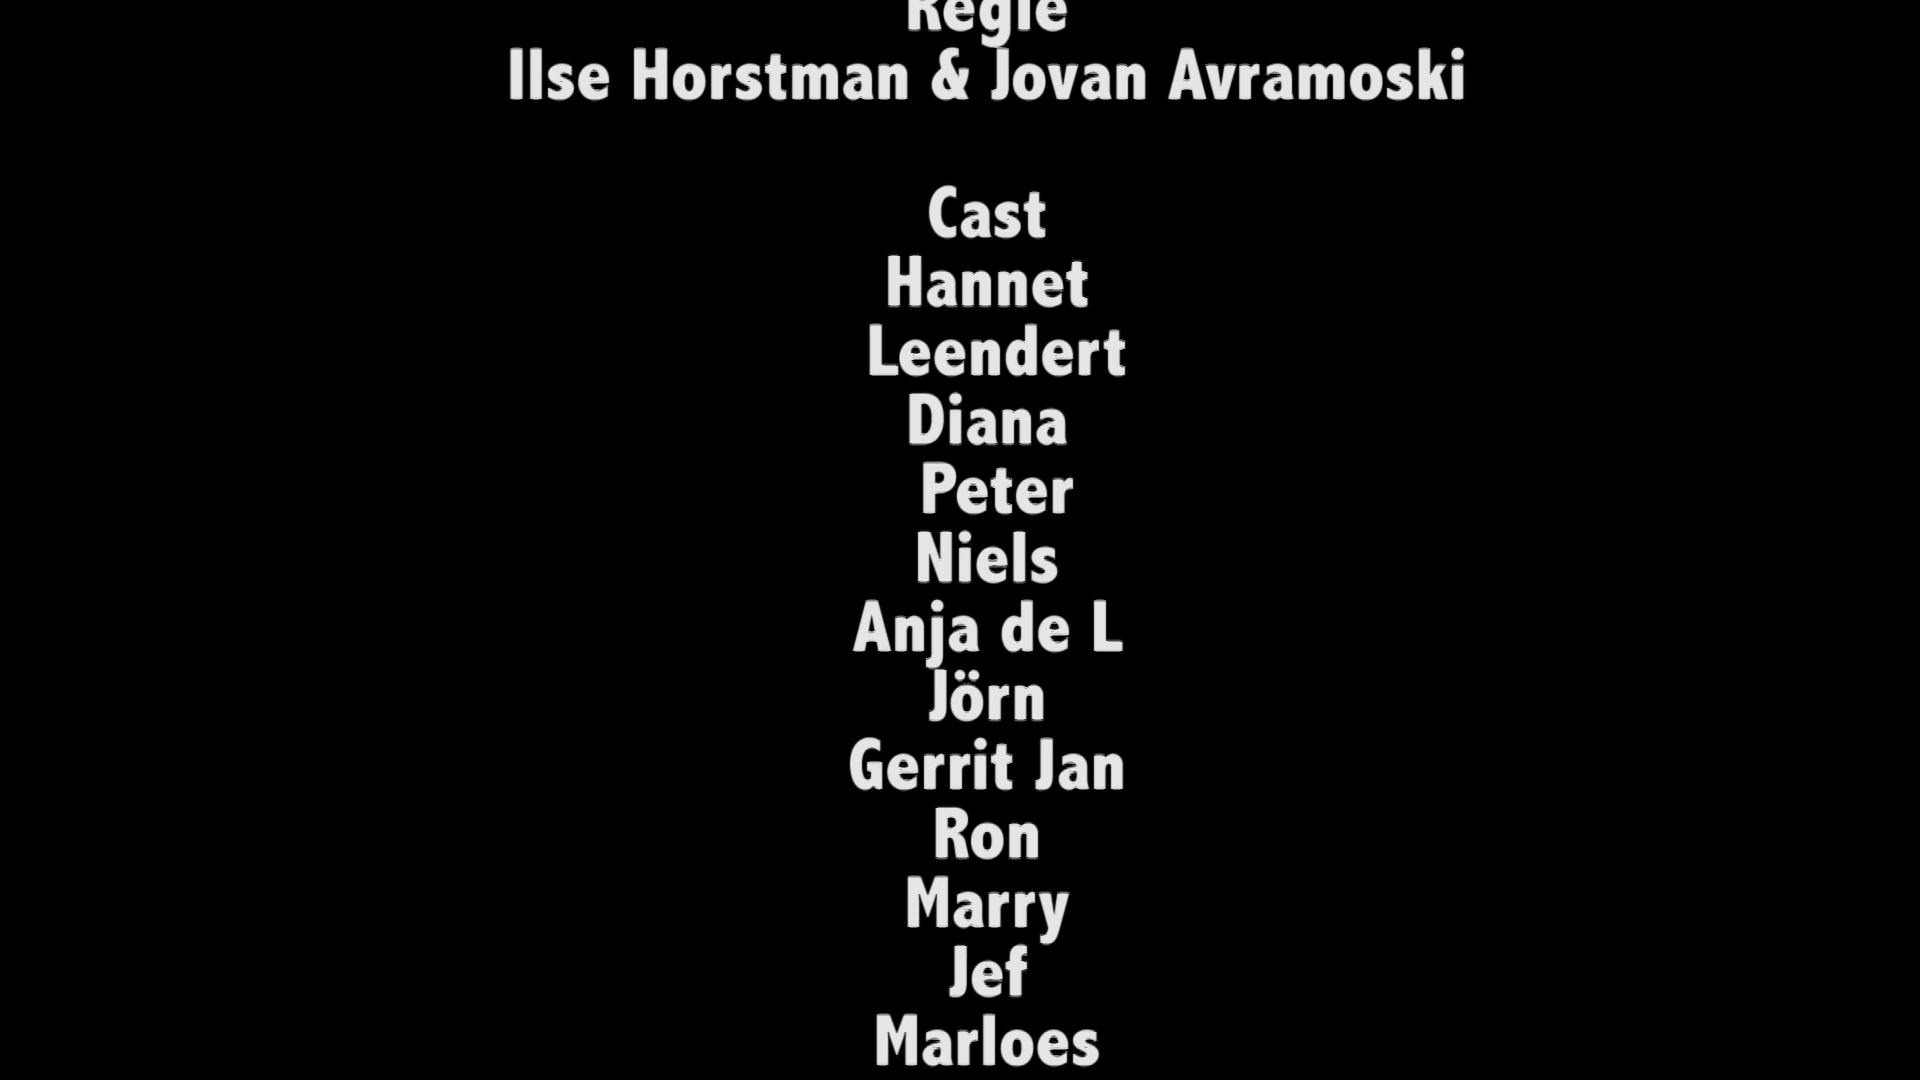 Regie
Ilse Horstman & Jovan Avramoski
Cast
Hannet
Leendert
Diana
Peter
Niels
Anja de L
Jörn
Gerrit Jan
Ron
Marry
Jef
Marloes